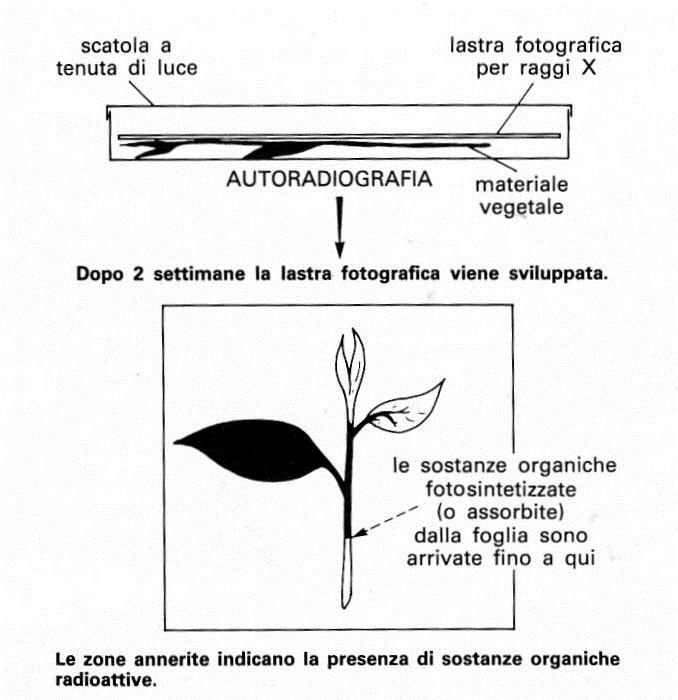 scatola a
tenuta di luce
lastra fotografica
per raggi X
AUTORADIOGRAFIA
materiale
vegetale
Dopo 2 settimane la lastra fotografica viene sviluppata.
le sostanze organiche
fotosintetizzate
(o assorbite)
dalla foglia sono
arrivate fino a qui
Le zone annerite indicano la presenza di sostanze organiche
radioattive.